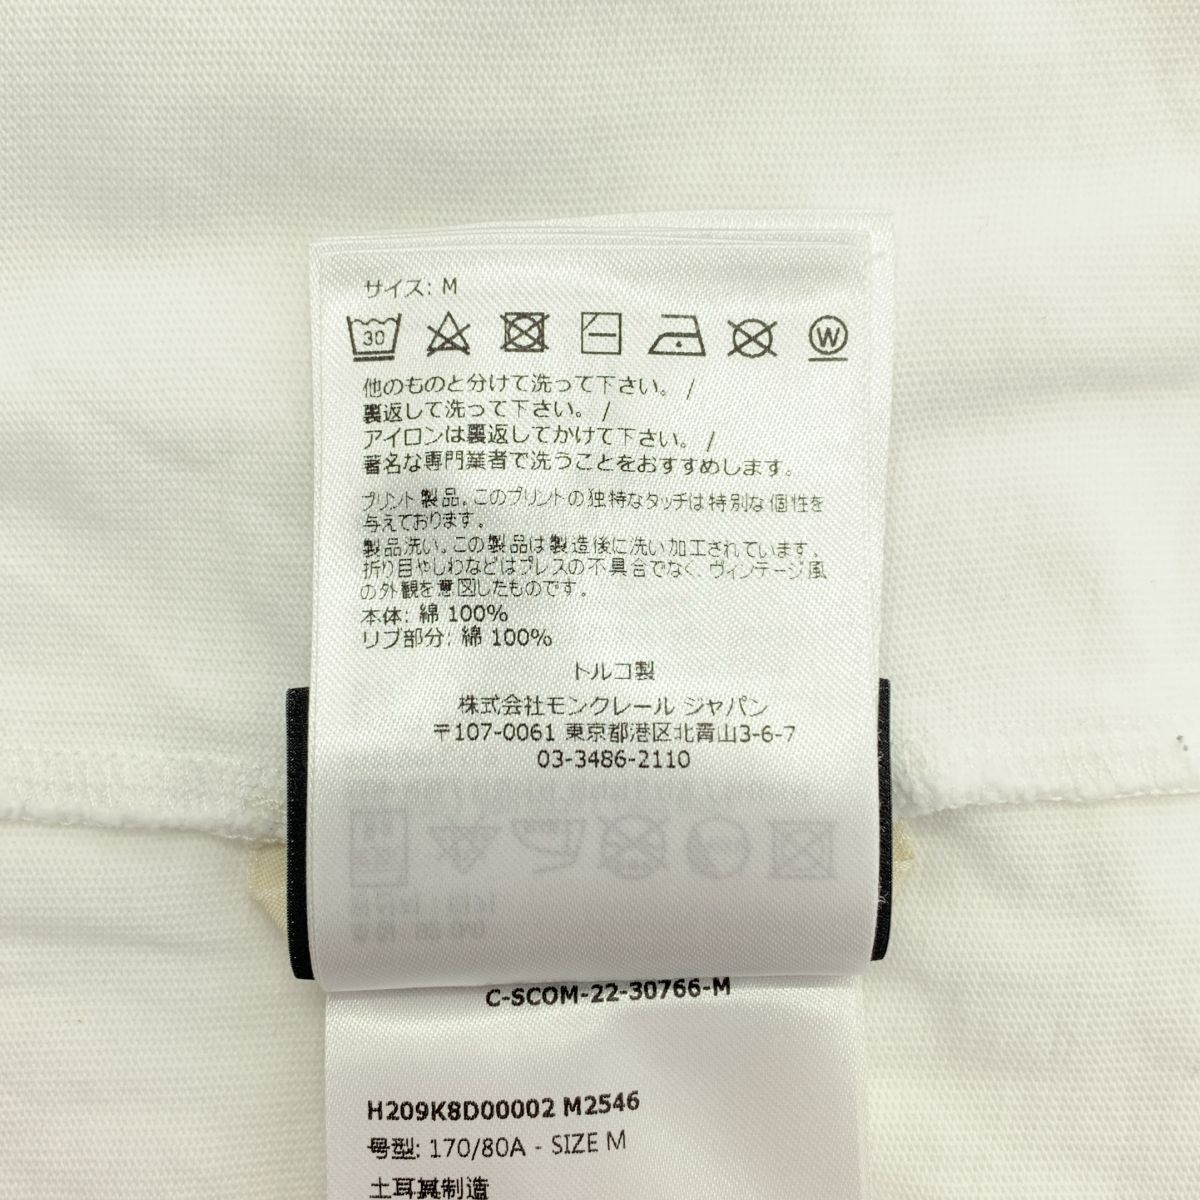 サイズ: M
30
W
他のものと分けて洗って下さい。 /
裏返して洗って下さい。 /
アイロンは裏返してかけて下さい。 /
著名な専門業者で洗うことをおすすめします。
プリント製品。このプリントの独特なタッチは特別な個性を
与えております。
製品洗い。この製品は製造後に洗い加工されています。
折り目やしわなどはプレスの不具合でなく、ヴィンテージ風
の外観を意図したものです。
本体: 綿 100%
リブ部分: 綿 100%
トルコ製
株式会社モンクレール ジャパン
〒107-0061 東京都港区北青山3-6-7
03-3486-2110
C-SCOM-22-30766-M
H209K8D00002 M2546
号型: 170/80A - SIZE M
土耳其制造